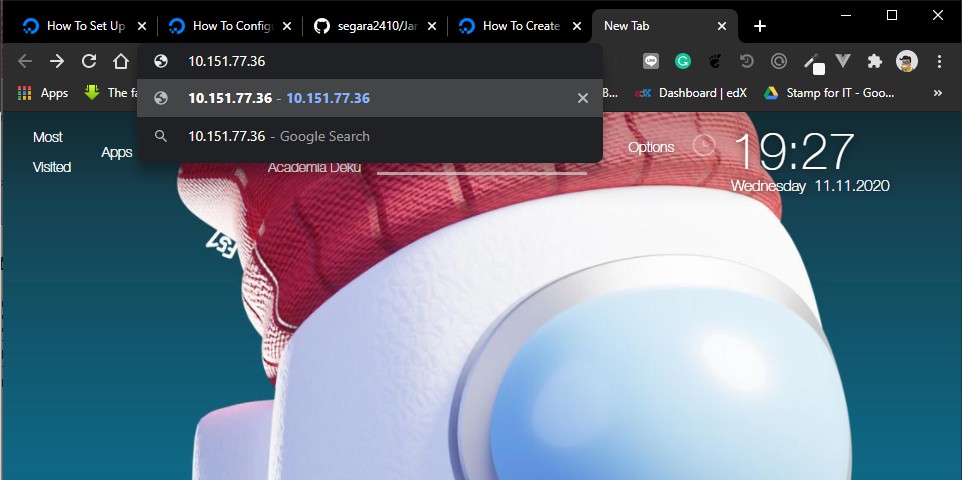 How To Set Up
How To Config
segara2410/Jar
How To Create
New Tab
10.151.77.36
Apps
The fa
B...
Dashboard | edX
Stamp for IT - Goo...
10.151.77.36 - 10.151.77.36
10.151.77.36 - Google Search
Most
Visited
Apps
Academia Deku
Options
19:27
Wednesday 11.11.2020
FS7